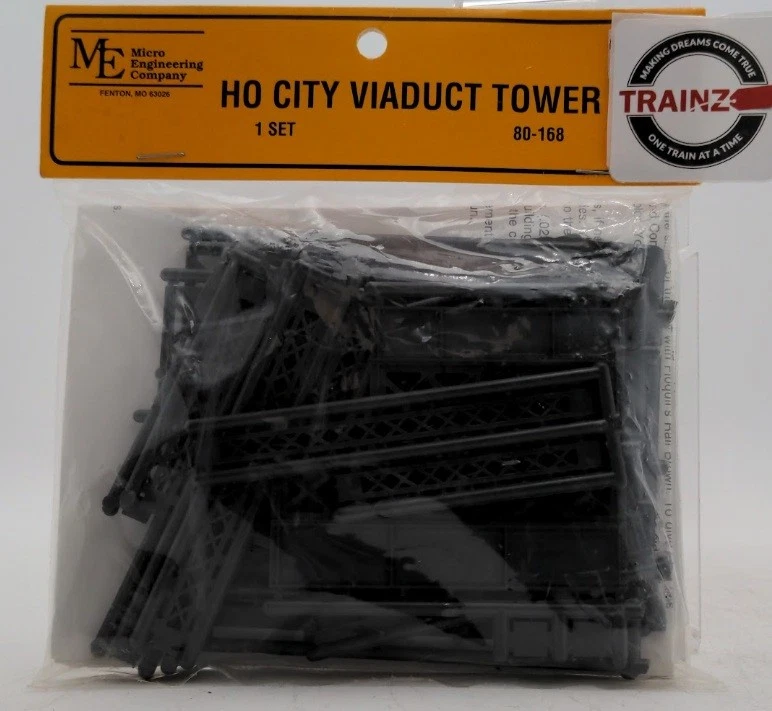 ME Micro
Engineering
Company
FENTON, MO 63026
HO CITY VIADUCT TOWER
1 SET
80-168
MAKING DREAMS COME TRUE
TRAINZ
ONE TRAIN AT A TIME